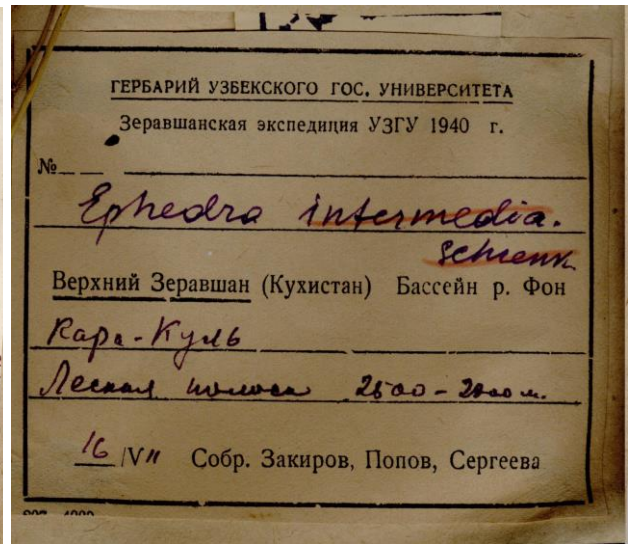 ГЕРБАРИЙ УЗБЕКСКОГО ГОС. УНИВЕРСИТЕТА
Зеравшанская экспедиция УЗГУ 1940 г.
№
Ephedra intermedia.
Schrenk
Верхний Зеравшан (Кухистан) Бассейн р. Фон
Кара-Куль
Лесная полоса 2500 - м.
16/VII Собр. Закиров, Попов, Сергеева